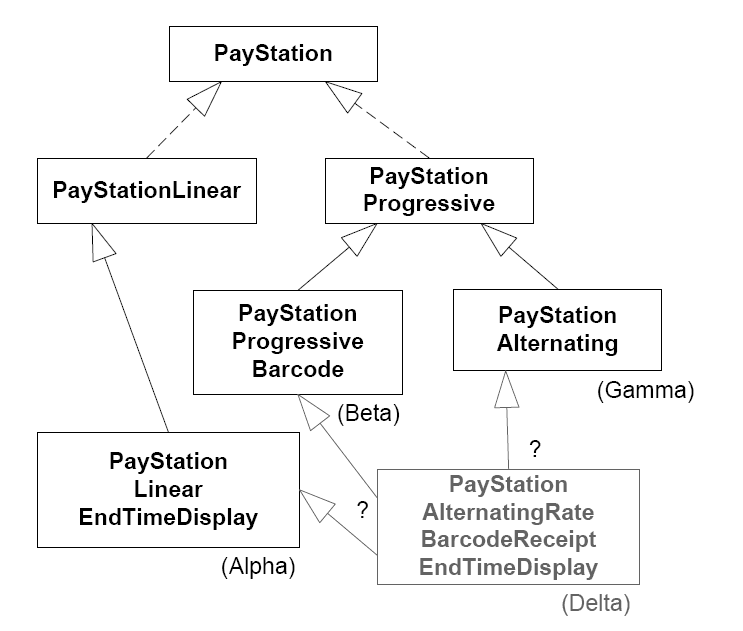 PayStation
PayStationLinear
PayStation
Progressive
PayStation
Progressive
Barcode
(Beta)
PayStation
Alternating
(Gamma)
PayStation
Linear
EndTimeDisplay
(Alpha)
?
?
PayStation
AlternatingRate
BarcodeReceipt
EndTimeDisplay
(Delta)